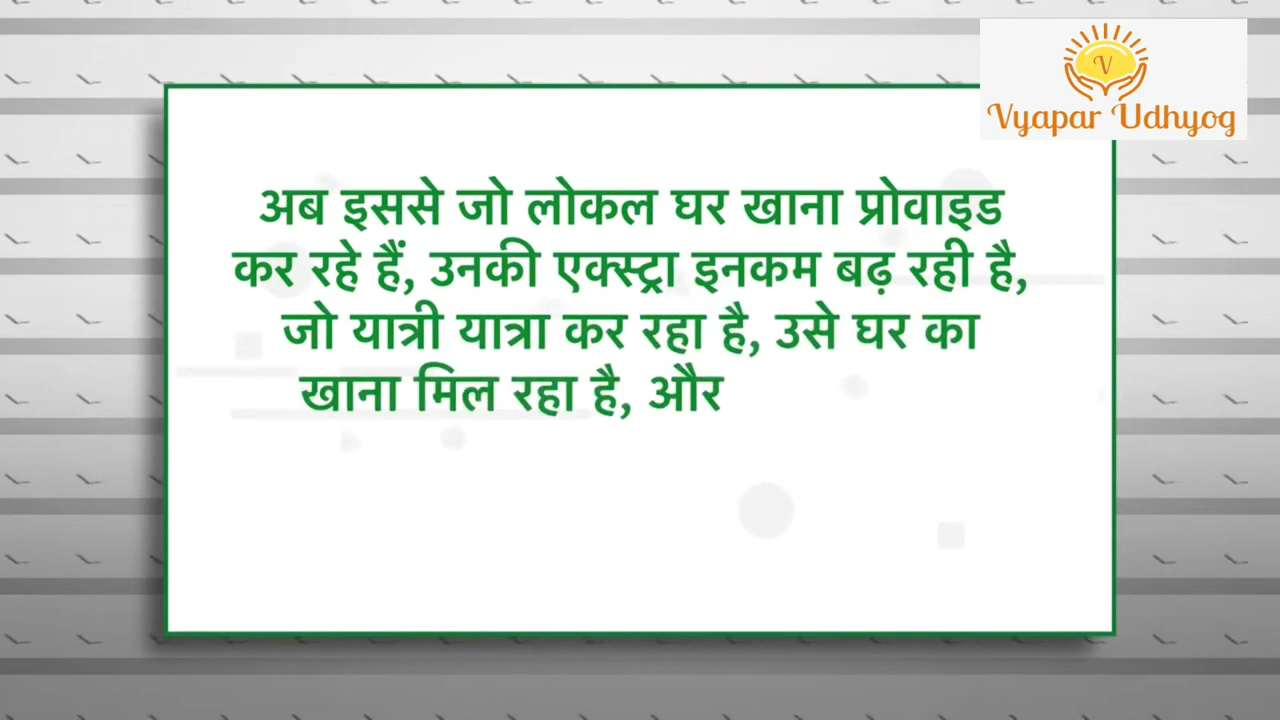 V
Vyapar Udhyog
अब इससे जो लोकल घर खाना प्रोवाइड
कर रहे हैं, उनकी एक्स्ट्रा इनकम बढ़ रही है,
जो यात्री यात्रा कर रहा है, उसे घर का
खाना मिल रहा है, और